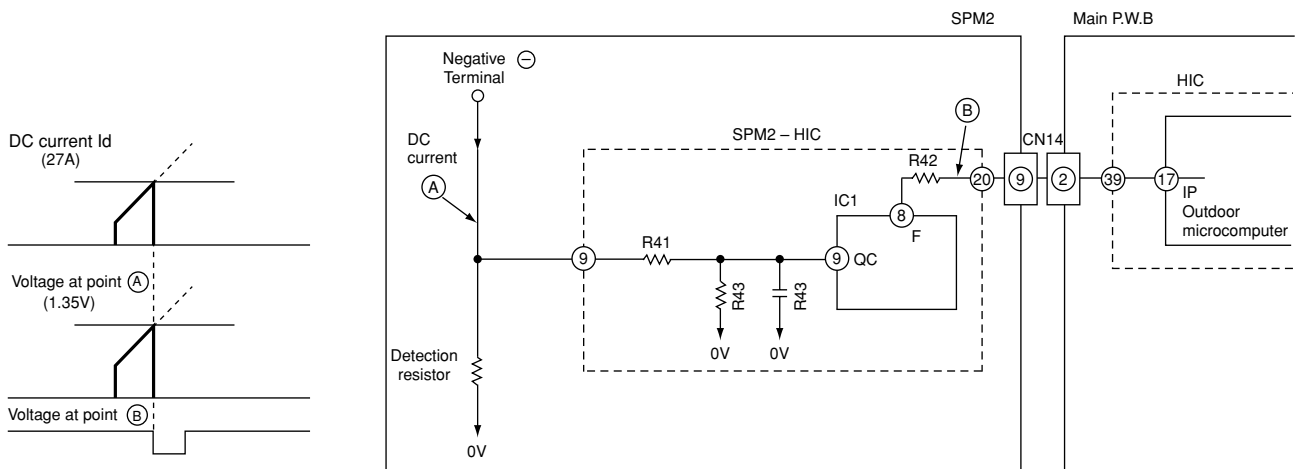 DC current Id
(27A)
Voltage at point Ⓐ
(1.35V)
Voltage at point Ⓑ
SPM2
Main P.W.B
Negative ⊖
Terminal
DC
current
Ⓐ
Detection
resistor
0V
SPM2 – HIC
⑨
R41
R43
0V
R43
0V
IC1
⑨ QC
⑧
F
R42
Ⓑ
⑳
CN14
⑨
②
HIC
㊴
⑰
IP
Outdoor
microcomputer